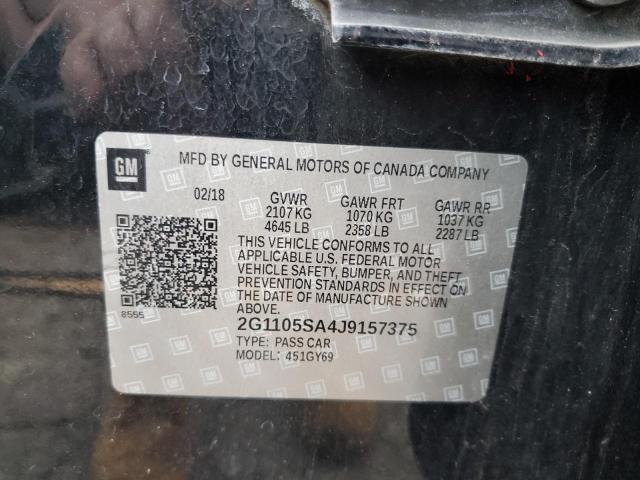 GM
MFD BY GENERAL MOTORS OF CANADA COMPANY
02/18 GVWR GAWR FRT GAWR RR
2107 KG 1070 KG 1037 KG
4645 LB 2358 LB 2287 LB
THIS VEHICLE CONFORMS TO ALL
APPLICABLE U.S. FEDERAL MOTOR
VEHICLE SAFETY, BUMPER, AND THEFT
PREVENTION STANDARDS IN EFFECT ON
THE DATE OF MANUFACTURE SHOWN
ABOVE.
8555
2G1105SA4J9157375
TYPE: PASS CAR
MODEL: 451GY69